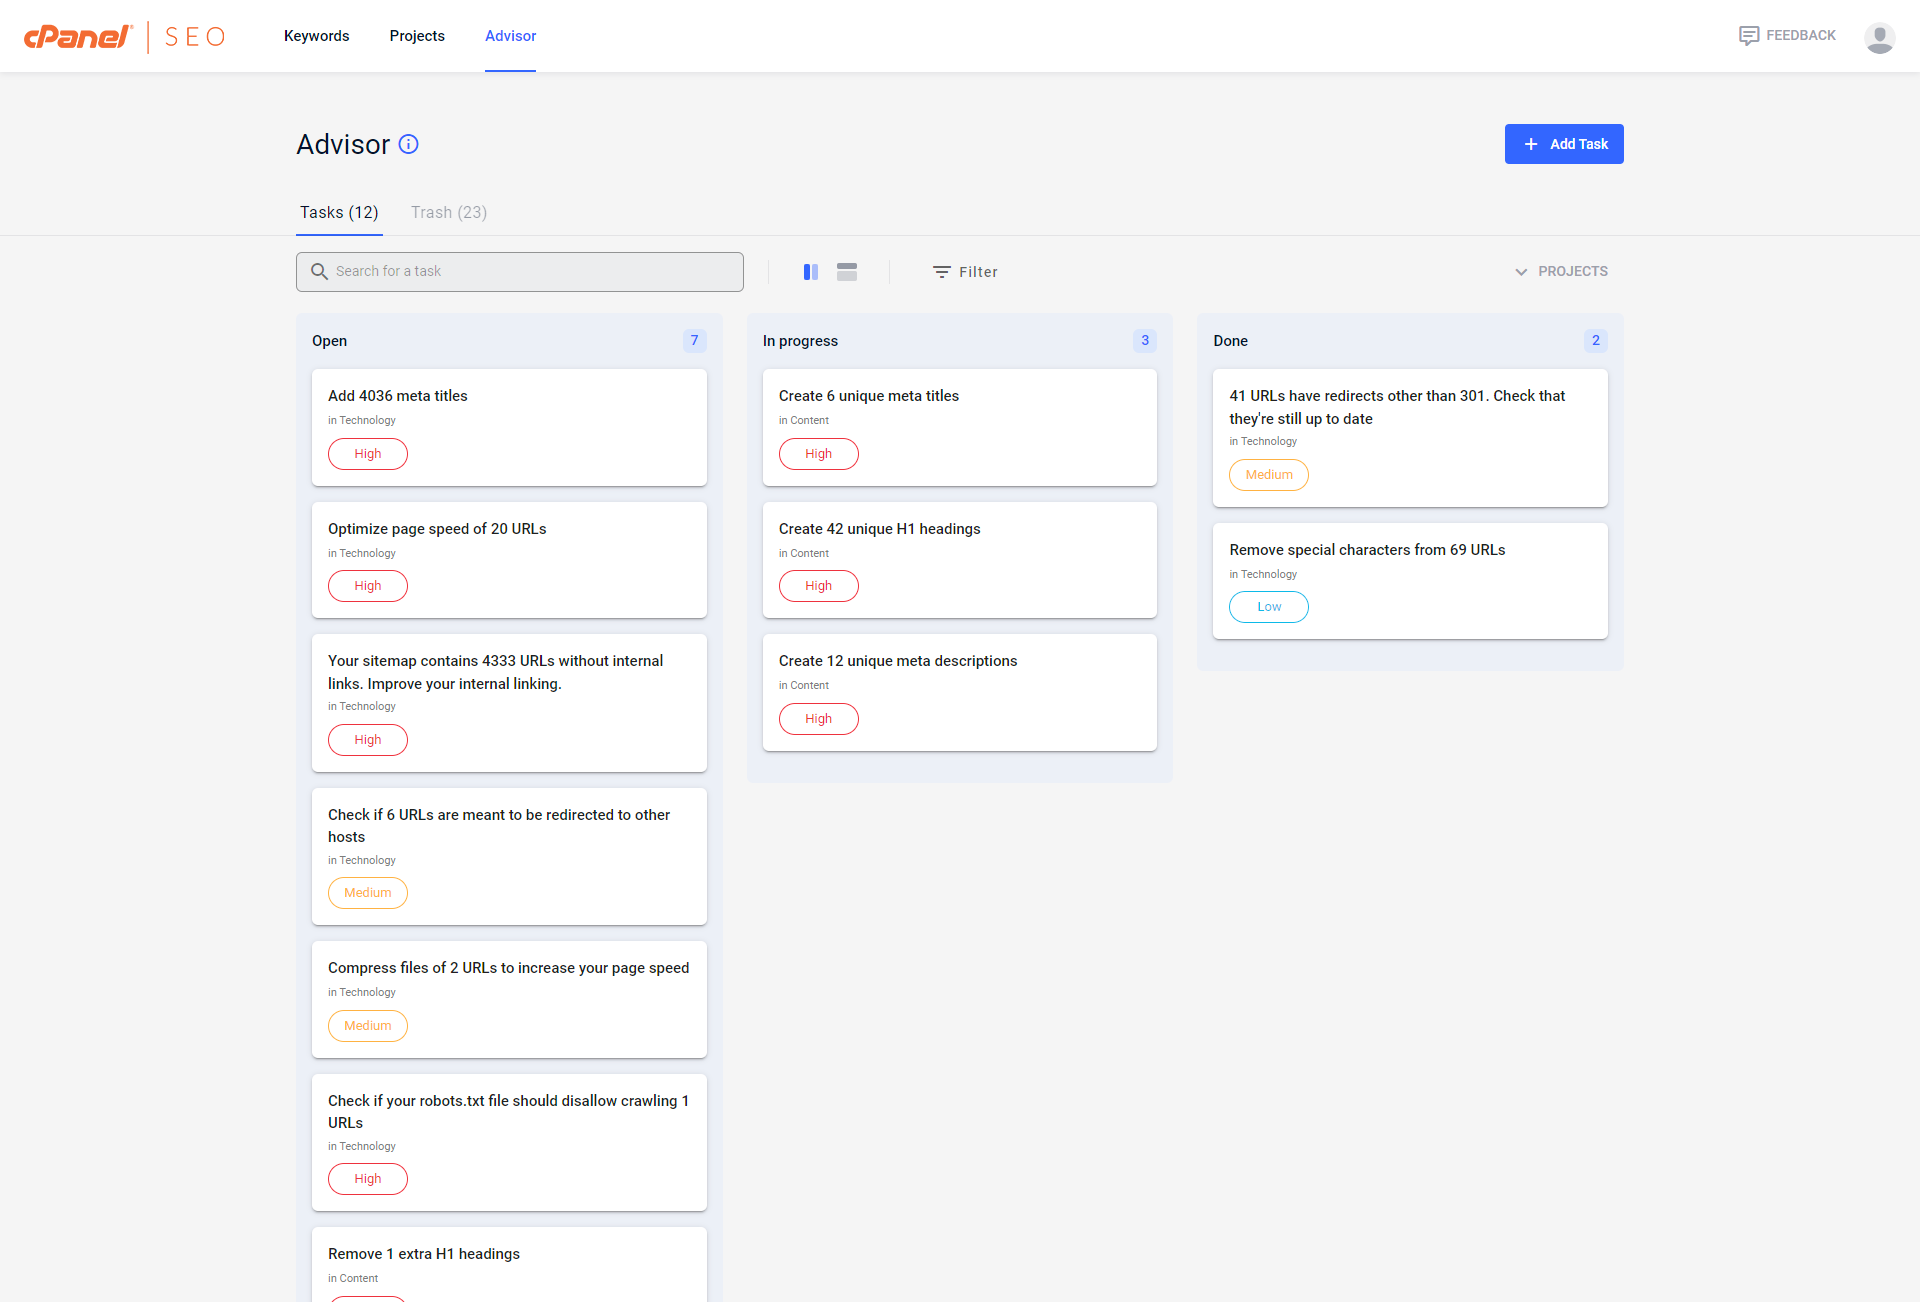 cPanel® SEO Keywords Projects Advisor FEEDBACK
Advisor
Add Task
Tasks (12) Trash (23)
Search for a task Filter PROJECTS
Open 7
Add 4036 meta titles
in Technology
High
Optimize page speed of 20 URLs
in Technology
High
Your sitemap contains 4333 URLs without internal
links. Improve your internal linking.
in Technology
High
Check if 6 URLs are meant to be redirected to other
hosts
in Technology
Medium
Compress files of 2 URLs to increase your page speed
in Technology
Medium
Check if your robots.txt file should disallow crawling 1
URLs
in Technology
High
Remove 1 extra H1 headings
in Content
In progress 3
Create 6 unique meta titles
in Content
High
Create 42 unique H1 headings
in Content
High
Create 12 unique meta descriptions
in Content
High
Done 2
41 URLs have redirects other than 301. Check that
they're still up to date
in Technology
Medium
Remove special characters from 69 URLs
in Technology
Low